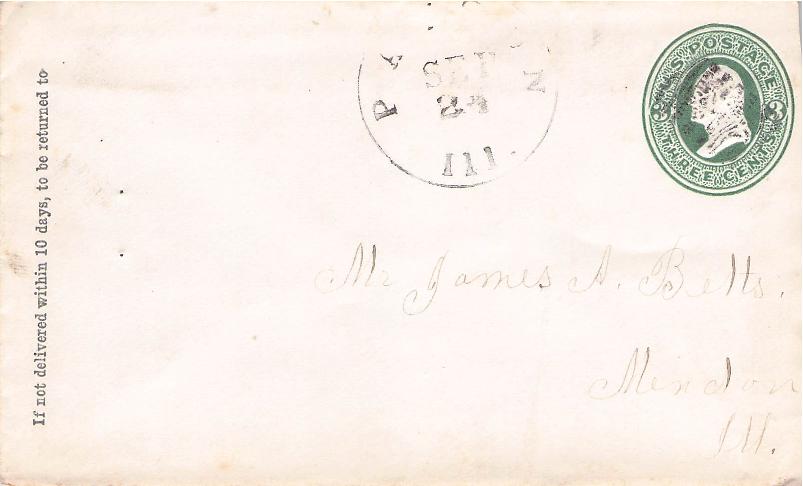 If not delivered within 10 days, to be returned to
SEP
24
Ill.
U.S. POSTAGE
3 3
THREE CENTS
Mr James A. Betts.
Mendon
Ill.